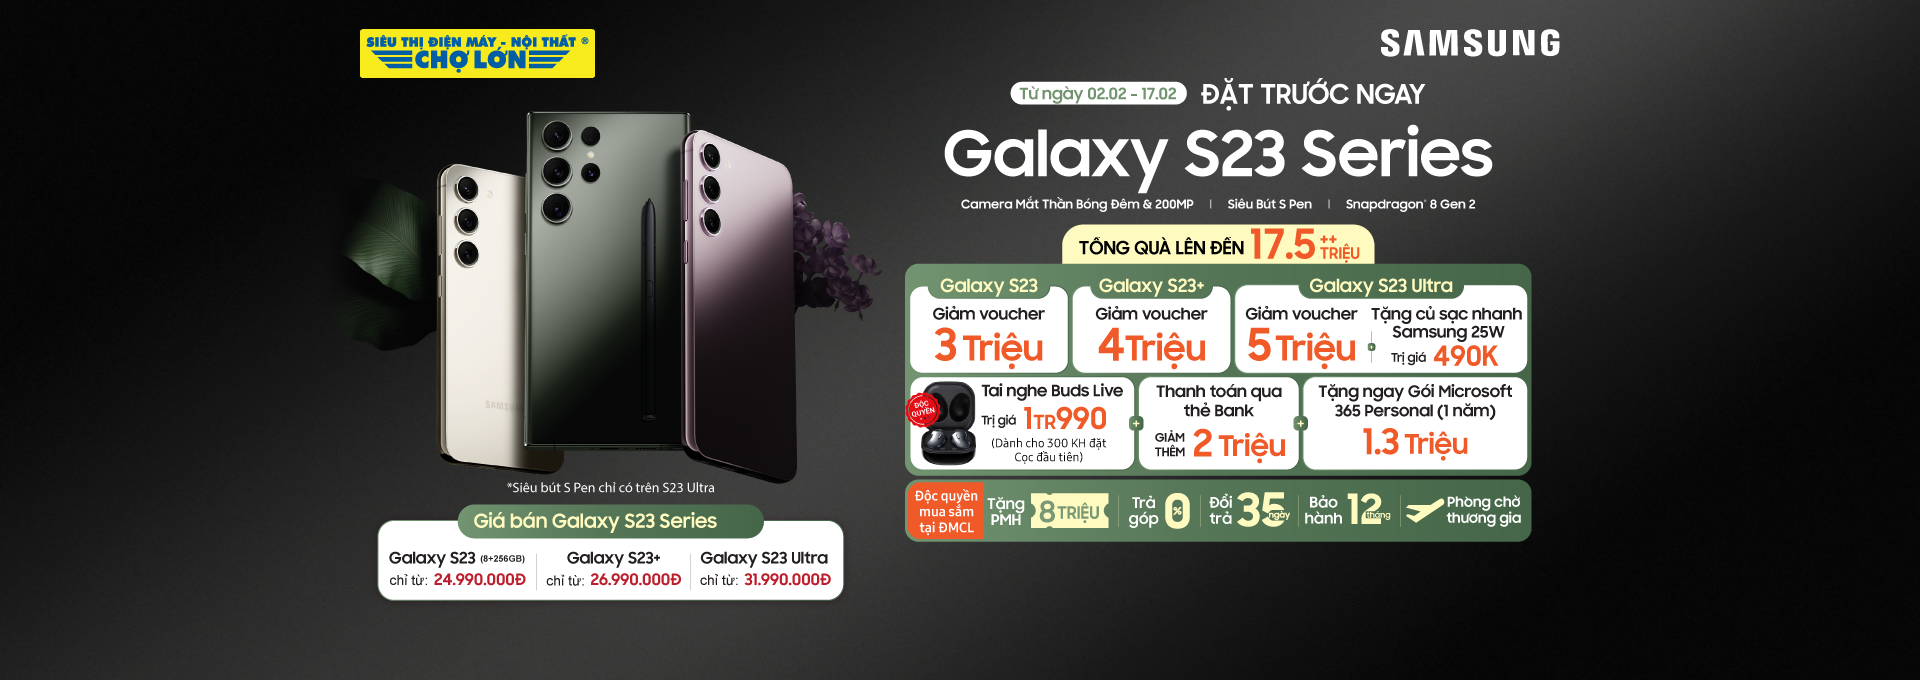 SIÊU THỊ ĐIỆN MÁY - NỘI THẤT ®
CHỢ LỚN
SAMSUNG
Từ ngày 02.02 - 17.02 ĐẶT TRƯỚC NGAY
Galaxy S23 Series
Camera Mắt Thần Bóng Đêm & 200MP | Siêu Bút S Pen | Snapdragon® 8 Gen 2
TỔNG QUÀ LÊN ĐẾN 17.5++ TRIỆU
Galaxy S23
Giảm voucher
3 Triệu
Galaxy S23+
Giảm voucher
4 Triệu
Galaxy S23 Ultra
Giảm voucher
5 Triệu
+
Tặng củ sạc nhanh
Samsung 25W
Trị giá 490K
ĐỘC
QUYỀN
Tai nghe Buds Live
Trị giá 1TR990
(Dành cho 300 KH đặt
Cọc đầu tiên)
+
Thanh toán qua
thẻ Bank
GIẢM
THÊM 2 Triệu
+
Tặng ngay Gói Microsoft
365 Personal (1 năm)
1.3 Triệu
Độc quyền
mua sắm
tại ĐMCL
Tặng
PMH 8 TRIỆU
Trả
góp 0%
Đổi
trả 35 ngày
Bảo
hành 12 tháng
Phòng chờ
thương gia
SAMSUNG
*Siêu bút S Pen chỉ có trên S23 Ultra
Giá bán Galaxy S23 Series
Galaxy S23 (8+256GB)
chỉ từ: 24.990.000Đ
Galaxy S23+
chỉ từ: 26.990.000Đ
Galaxy S23 Ultra
chỉ từ: 31.990.000Đ